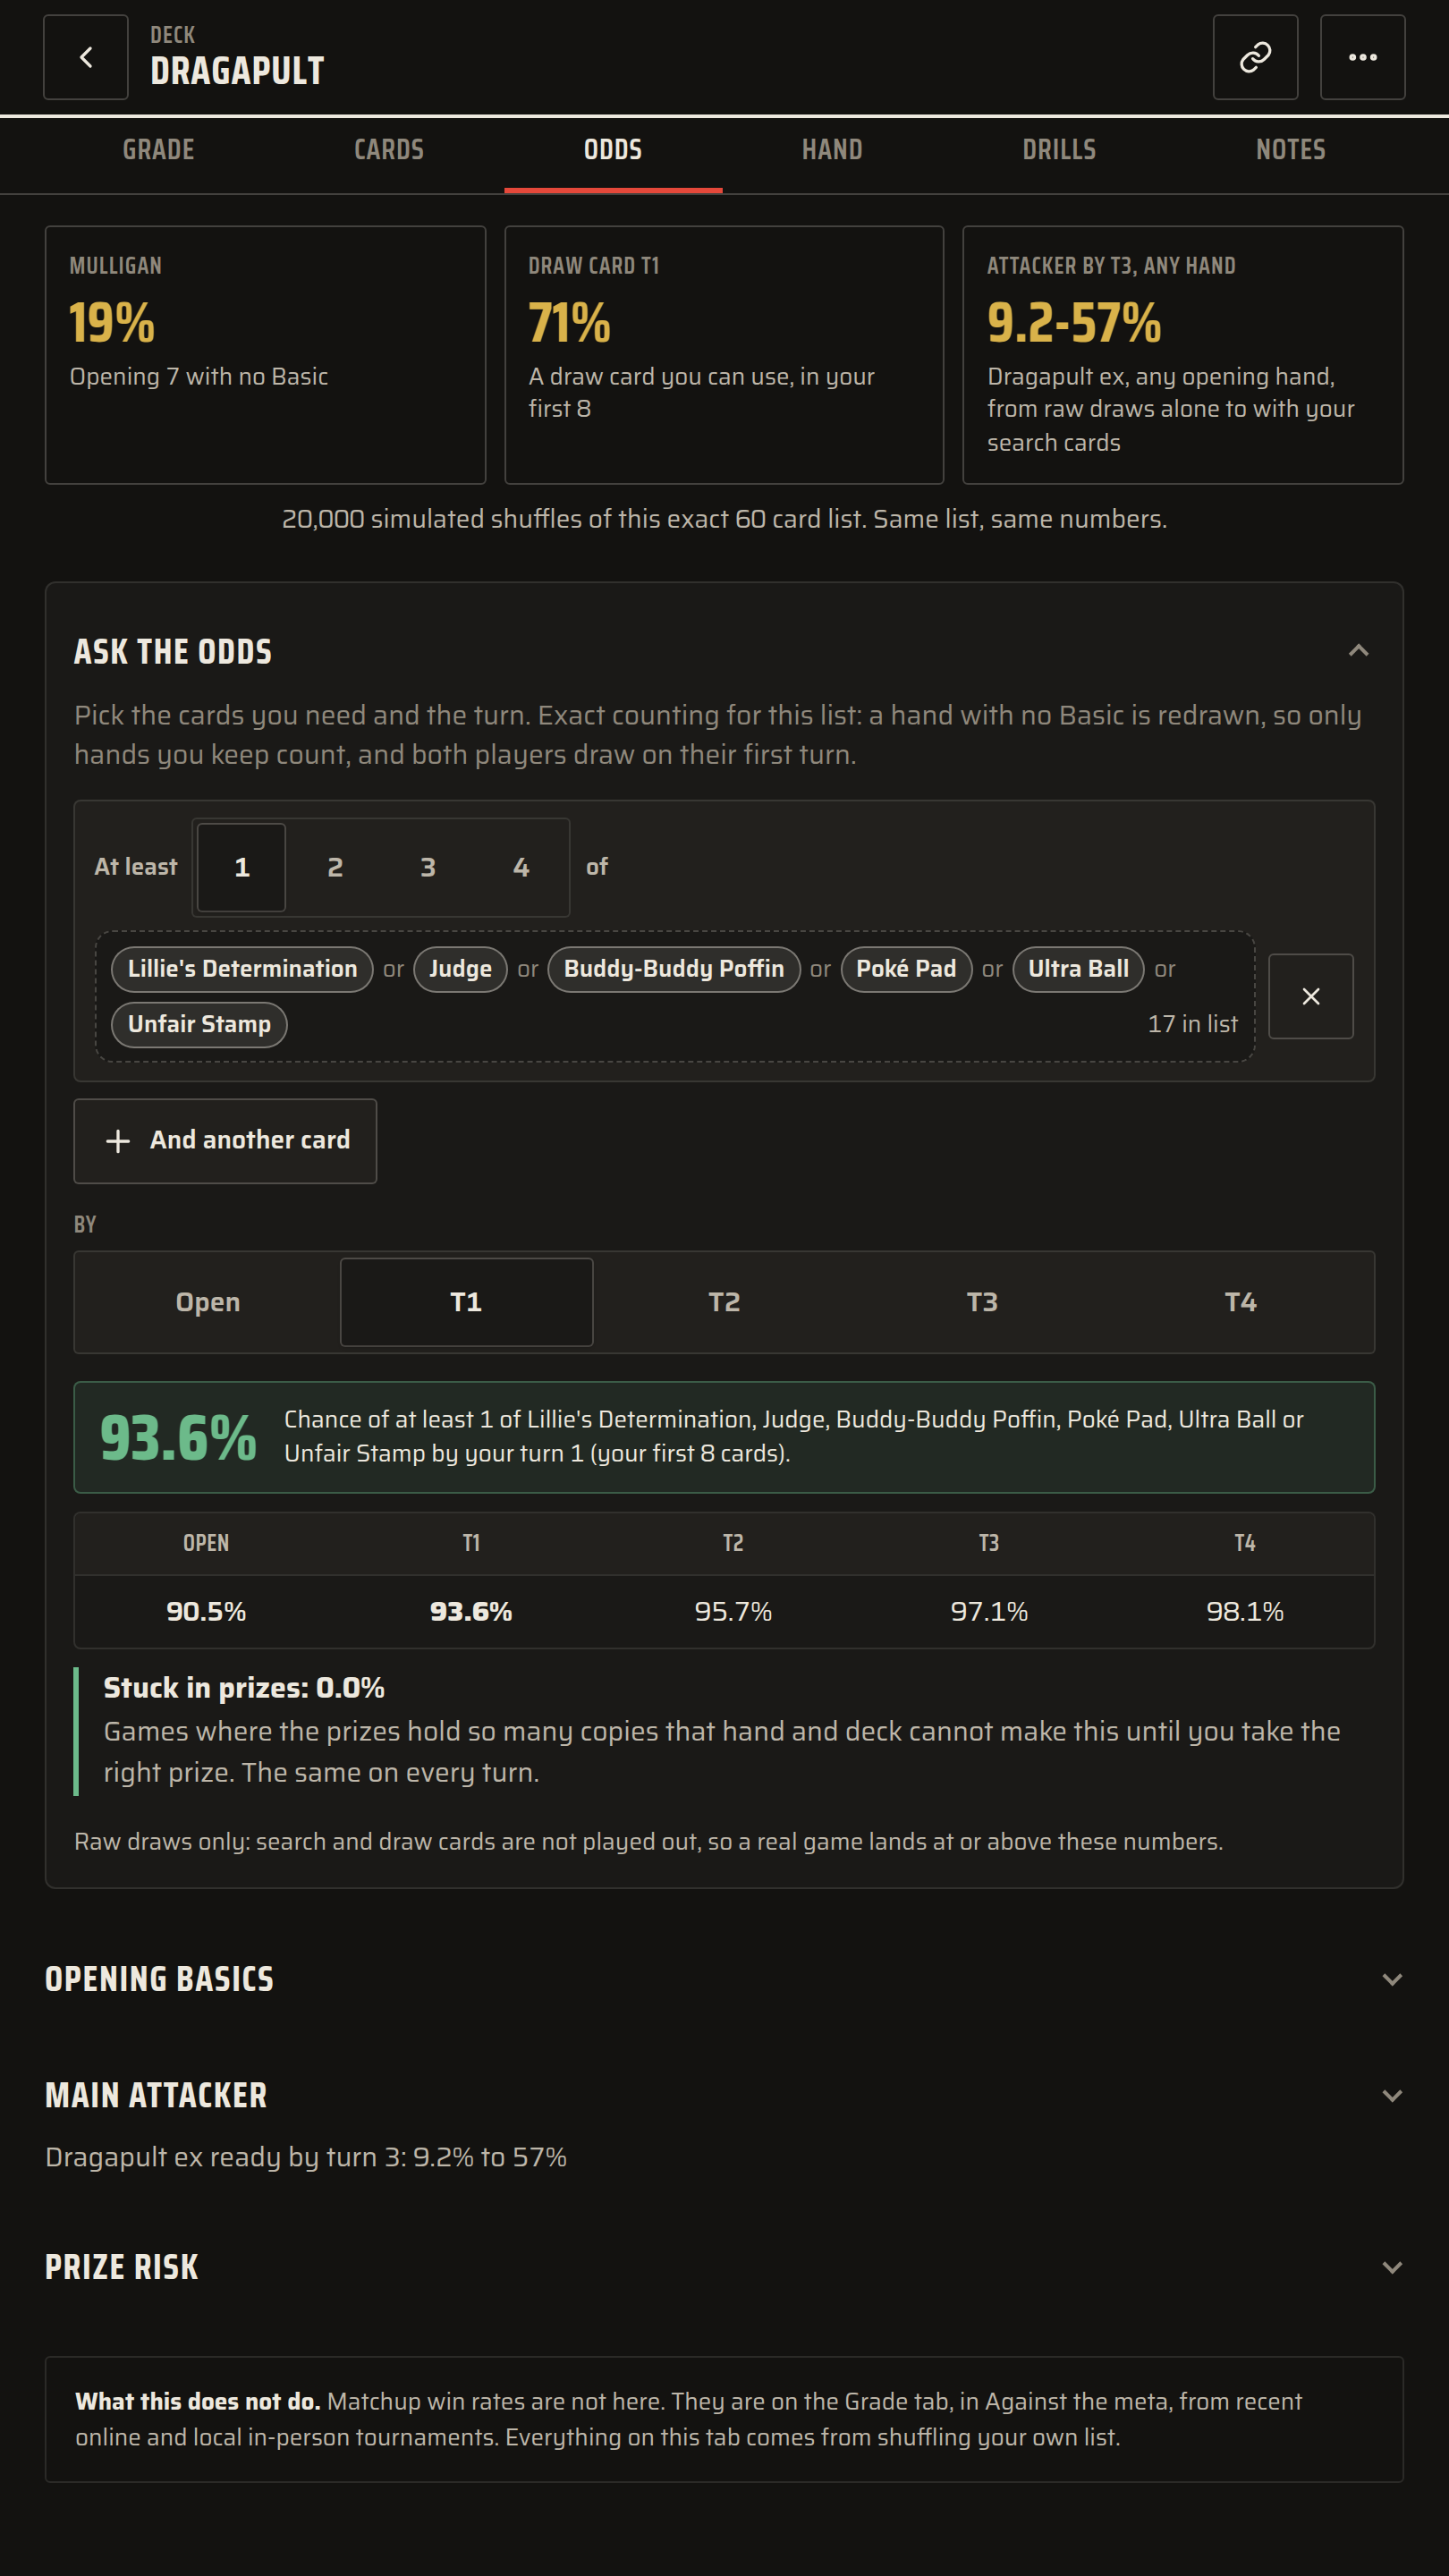 DECK
DRAGAPULT
GRADE
CARDS
ODDS
HAND
DRILLS
NOTES
MULLIGAN
19%
Opening 7 with no Basic
DRAW CARD T1
71%
A draw card you can use, in your
first 8
ATTACKER BY T3, ANY HAND
9.2-57%
Dragapult ex, any opening hand,
from raw draws alone to with your
search cards
20,000 simulated shuffles of this exact 60 card list. Same list, same numbers.
ASK THE ODDS
Pick the cards you need and the turn. Exact counting for this list: a hand with no Basic is redrawn, so only
hands you keep count, and both players draw on their first turn.
At least 1 2 3 4 of
Lillie's Determination or Judge or Buddy-Buddy Poffin or Poké Pad or Ultra Ball or
Unfair Stamp 17 in list
And another card
BY
Open T1 T2 T3 T4
93.6%
Chance of at least 1 of Lillie's Determination, Judge, Buddy-Buddy Poffin, Poké Pad, Ultra Ball or
Unfair Stamp by your turn 1 (your first 8 cards).
OPEN T1 T2 T3 T4
90.5% 93.6% 95.7% 97.1% 98.1%
Stuck in prizes: 0.0%
Games where the prizes hold so many copies that hand and deck cannot make this until you take the
right prize. The same on every turn.
Raw draws only: search and draw cards are not played out, so a real game lands at or above these numbers.
OPENING BASICS
MAIN ATTACKER
Dragapult ex ready by turn 3: 9.2% to 57%
PRIZE RISK
What this does not do. Matchup win rates are not here. They are on the Grade tab, in Against the meta, from recent
online and local in-person tournaments. Everything on this tab comes from shuffling your own list.